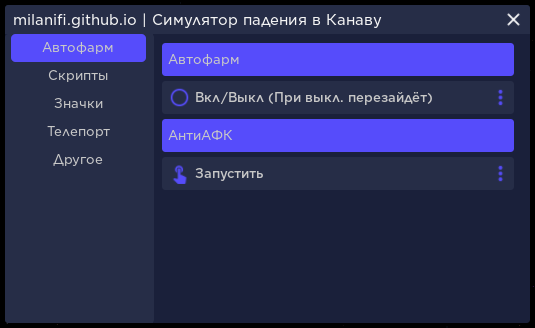 milanifi.github.io | Симулятор падения в Канаву
Автофарм
Скрипты
Значки
Телепорт
Другое
Автофарм
Вкл/Выкл (При выкл. перезайдёт)
АнтиАФК
Запустить